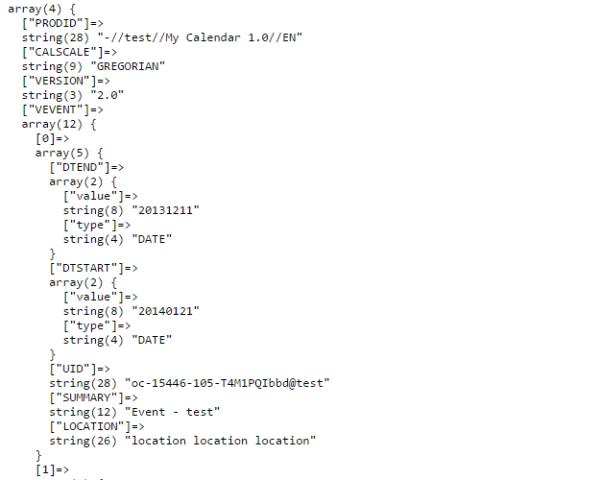 array(4) {
["PRODID"]=>
string(28) "-//test//My Calendar 1.0//EN"
["CALSCALE"]=>
string(9) "GREGORIAN"
["VERSION"]=>
string(3) "2.0"
["VEVENT"]=>
array(12) {
[0]=>
array(5) {
["DTEND"]=>
array(2) {
["value"]=>
string(8) "20131211"
["type"]=>
string(4) "DATE"
}
["DTSTART"]=>
array(2) {
["value"]=>
string(8) "20140121"
["type"]=>
string(4) "DATE"
}
["UID"]=>
string(28) "oc-15446-105-T4M1PQIbbd@test"
["SUMMARY"]=>
string(12) "Event - test"
["LOCATION"]=>
string(26) "location location location"
}
[1]=>